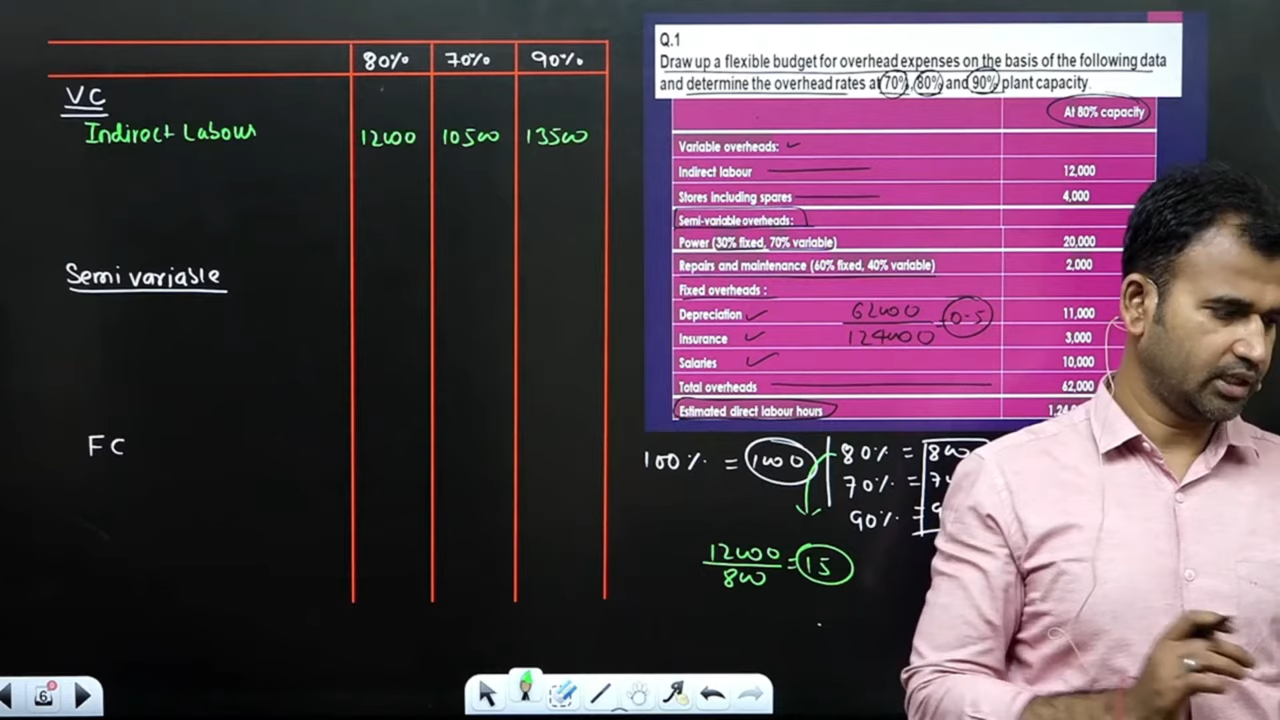 80% 70% 90%
VC
Indirect Labour 12000 10500 13500
Semi variable
FC
Q.1
Draw up a flexible budget for overhead expenses on the basis of the following data
and determine the overhead rates at 70%, 80% and 90% plant capacity.
At 80% capacity
Variable overheads:
Indirect labour 12,000
Stores including spares 4,000
Semi-variable overheads:
Power (30% fixed, 70% variable) 20,000
Repairs and maintenance (60% fixed, 40% variable) 2,000
Fixed overheads :
Depreciation 11,000
62000
Insurance 3,000
124000
0.5
Salaries 10,000
Total overheads 62,000
Estimated direct labour hours
100% = 1000
80% = 800
70% =
90% =
12000
800
= 15
6